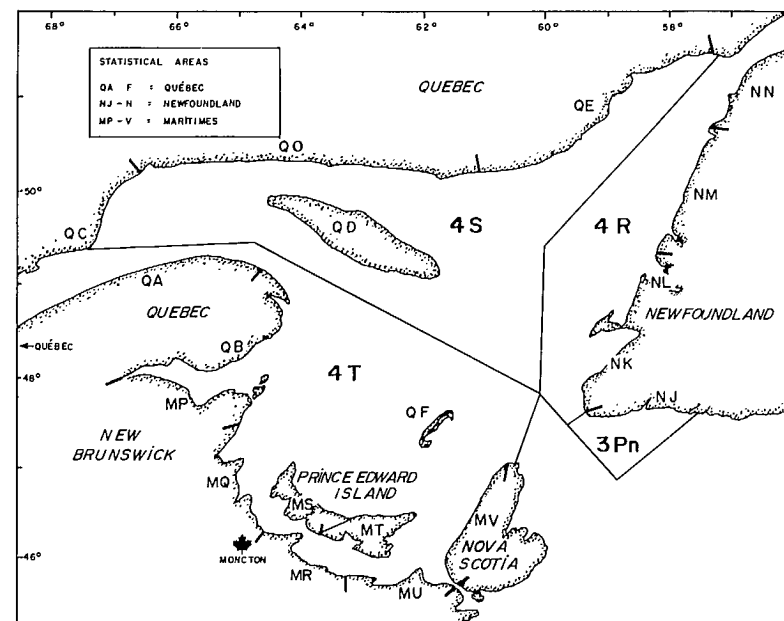 68° 66° 64° 62° 60° 58°
STATISTICAL AREAS
QA F = QUÉBEC
NJ-N = NEWFOUNDLAND
MP-V = MARITIMES
QUEBEC
QE
NN
QO
50°
NM
QC
QD
4S
4R
QA
NL
QUEBEC
NEWFOUNDLAND
←QUÉBEC
QB
48°
4T
NK
MP
QF
NJ
NEW
BRUNSWICK
3Pn
PRINCE EDWARD
ISLAND
MQ
MS
MT
MV
NOVA
SCOTIA
46°
MONCTON
MR
MU